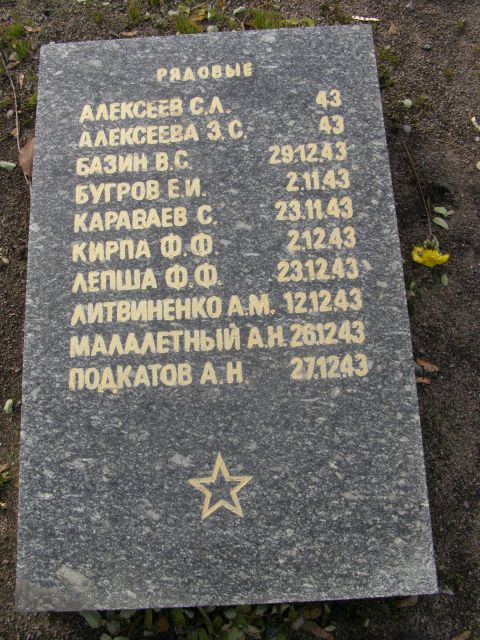 РЯДОВЫЕ
АЛЕКСЕЕВ С.Л. 43
АЛЕКСЕЕВА З.С. 43
БАЗИН В.С. 29.12.43
БУГРОВ Е.И. 2.11.43
КАРАВАЕВ С. 23.11.43
КИРПА Ф.Ф. 2.12.43
ЛЕПША Ф.Ф. 23.12.43
ЛИТВИНЕНКО А.М. 12.12.43
МАЛАЛЕТНЫЙ А.Н. 26.12.43
ПОДКАТОВ А.Н 27.12.43